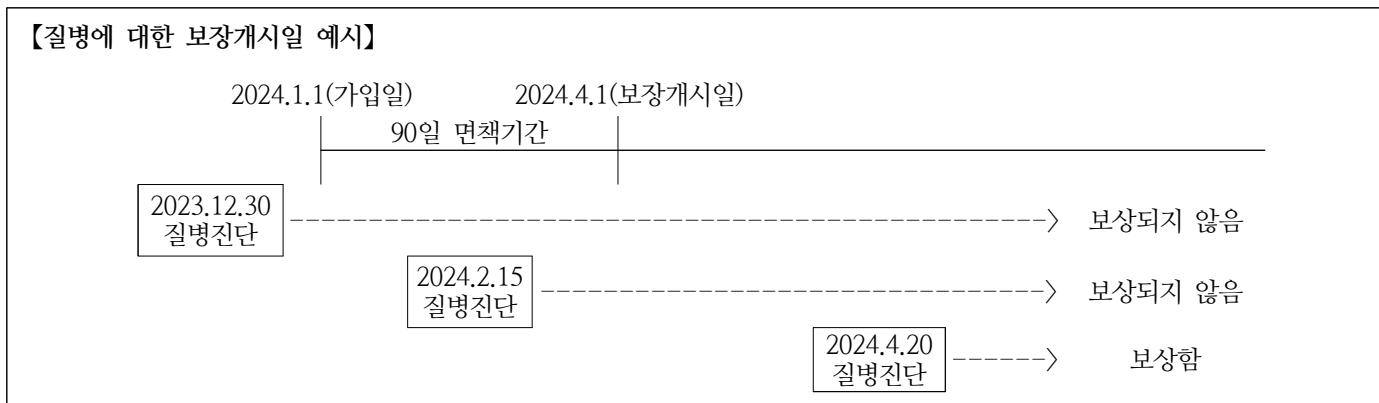 【질병에 대한 보장개시일 예시】
2024.1.1(가입일) 2024.4.1(보장개시일)
90일 면책기간
2023.12.30
질병진단
보상되지 않음
2024.2.15
질병진단
보상되지 않음
2024.4.20
질병진단
보상함